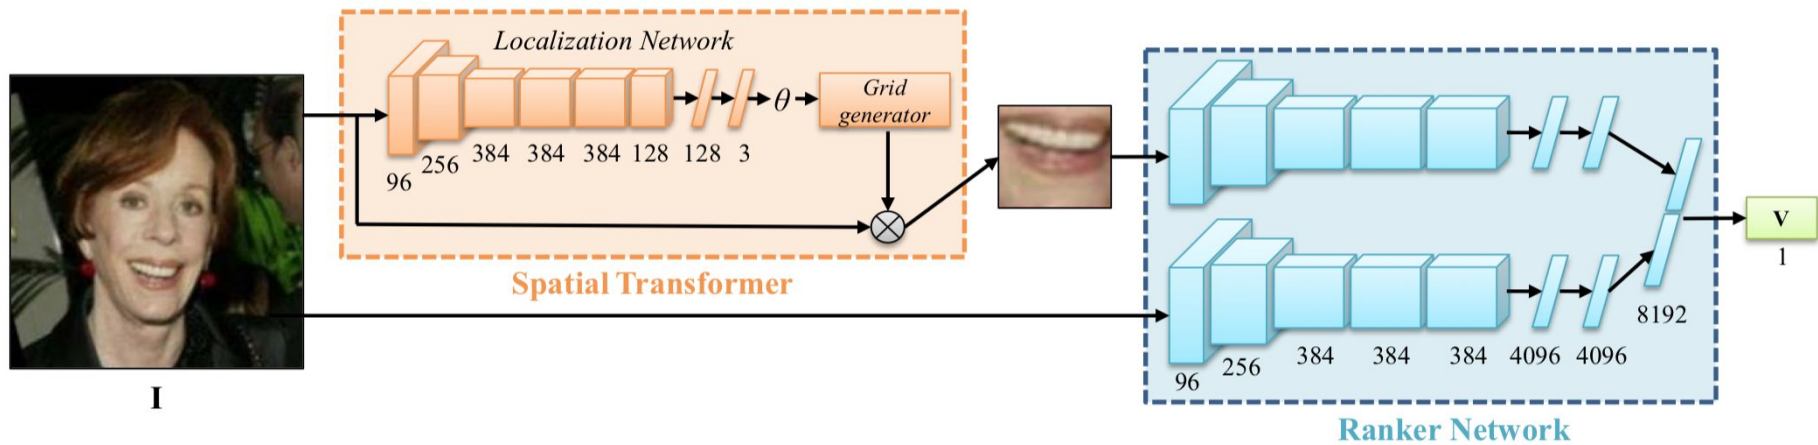 Localization Network
θ
Grid
generator
96
256
384
384
384
128
128
3
Spatial Transformer
I
V
1
8192
96
256
384
384
384
4096
4096
Ranker Network